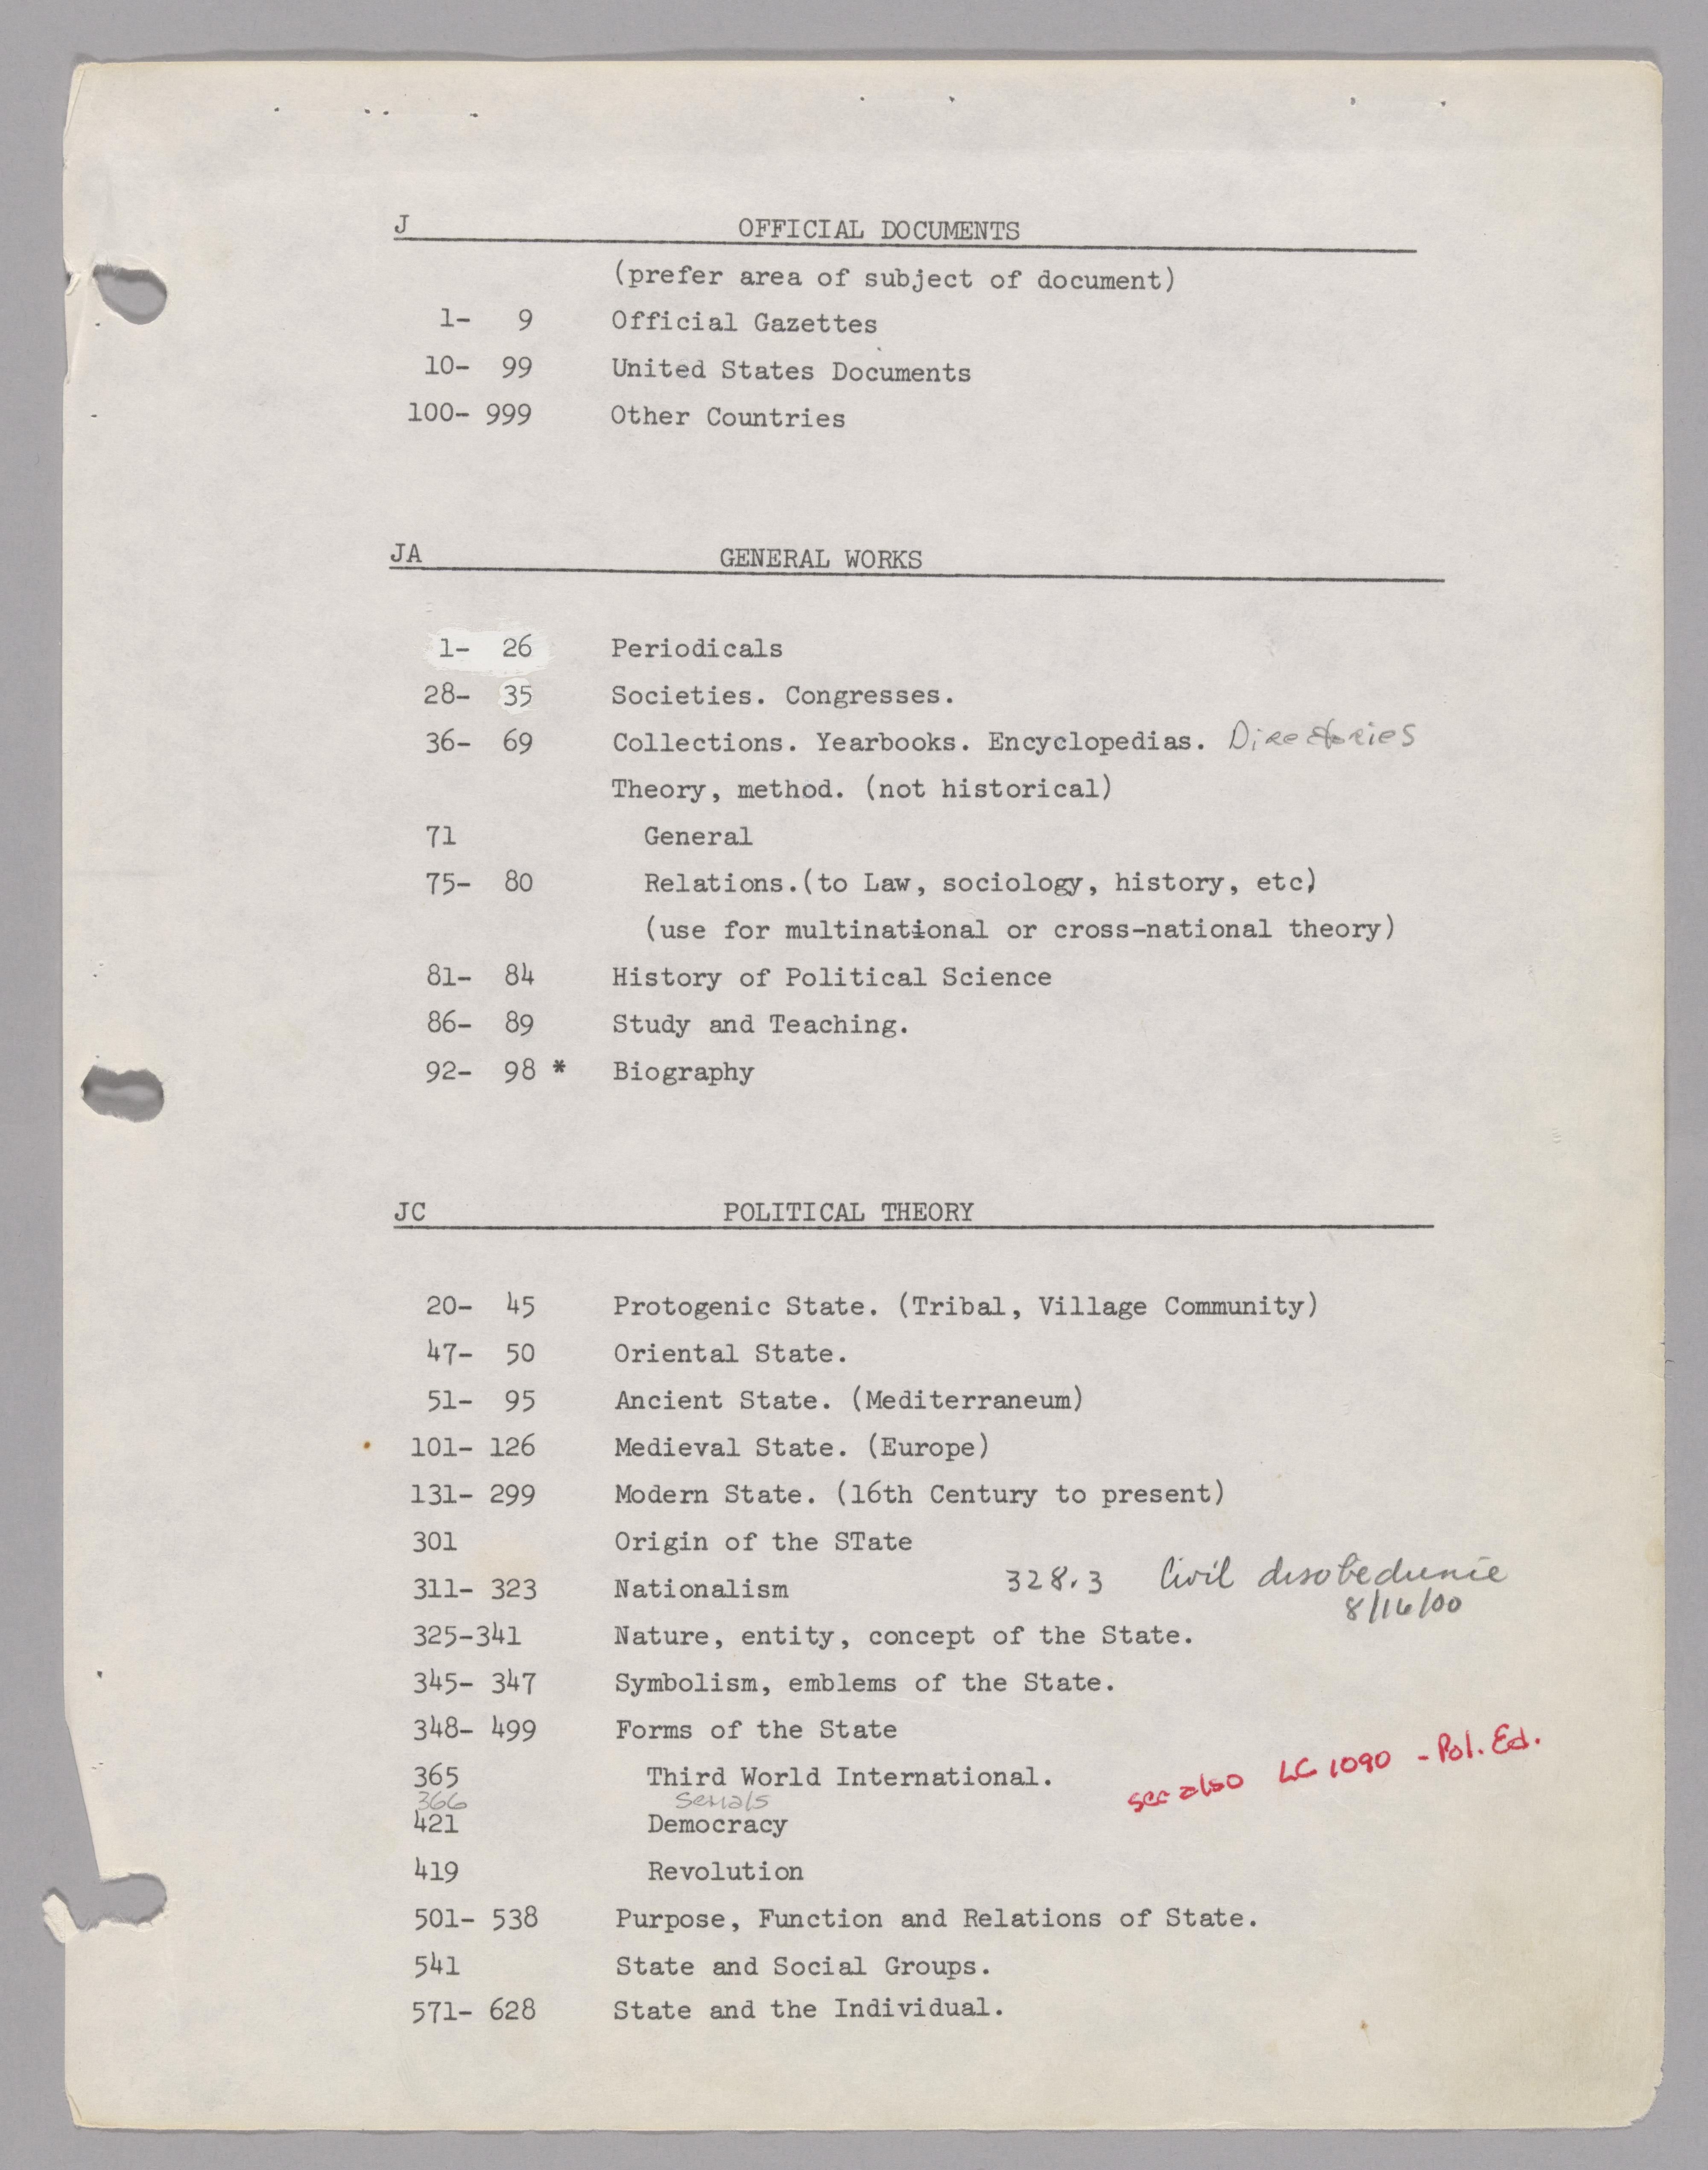 J OFFICIAL DOCUMENTS
(prefer area of subject of document)
1- 9 Official Gazettes
10- 99 United States Documents
100- 999 Other Countries
JA GENERAL WORKS
1- 26 Periodicals
28- 35 Societies. Congresses.
36- 69 Collections. Yearbooks. Encyclopedias. Directories
Theory, method. (not historical)
71 General
75- 80 Relations.(to Law, sociology, history, etc)
(use for multinational or cross-national theory)
81- 84 History of Political Science
86- 89 Study and Teaching.
92- 98 * Biography
JC POLITICAL THEORY
20- 45 Protogenic State. (Tribal, Village Community)
47- 50 Oriental State.
51- 95 Ancient State. (Mediterraneum)
101- 126 Medieval State. (Europe)
131- 299 Modern State. (16th Century to present)
301 Origin of the STate
311- 323 Nationalism 328.3 Civil disobedience
8/16/00
325-341 Nature, entity, concept of the State.
345- 347 Symbolism, emblems of the State.
348- 499 Forms of the State
365 Third World International. see also LC 1090 - Pol. Ed.
366 Serials
421 Democracy
419 Revolution
501- 538 Purpose, Function and Relations of State.
541 State and Social Groups.
571- 628 State and the Individual.